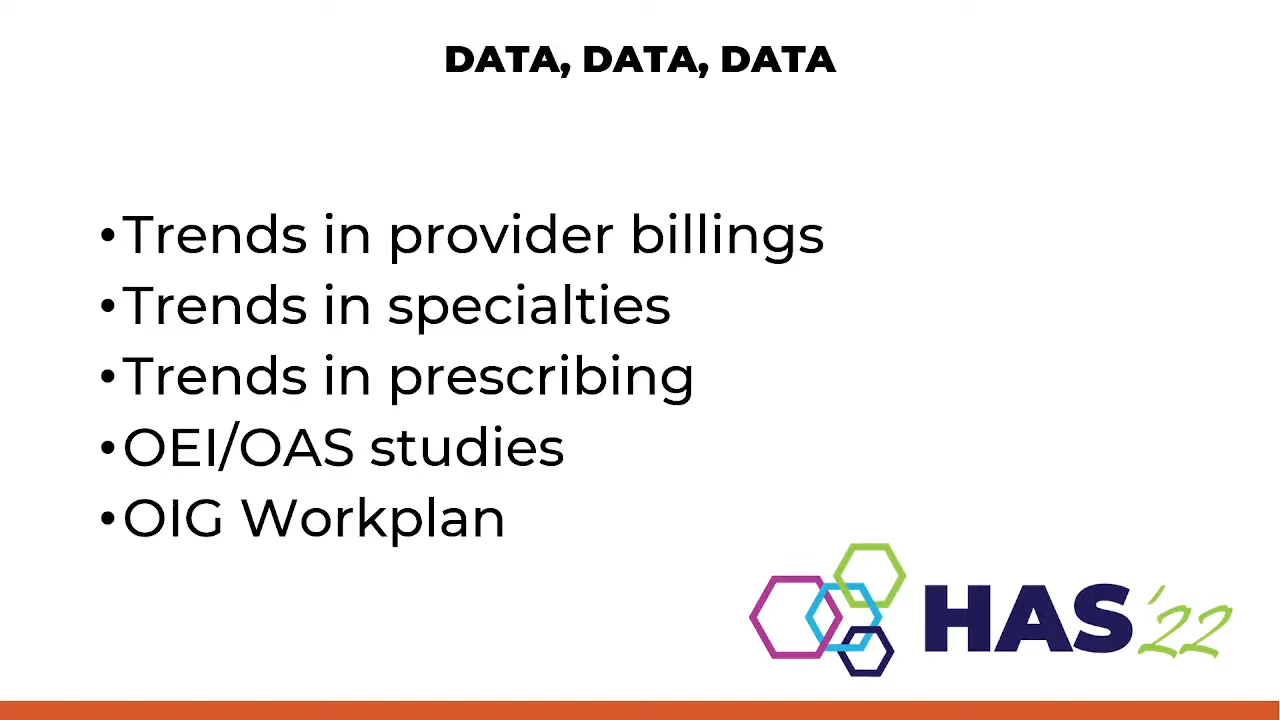 DATA, DATA, DATA
•Trends in provider billings
•Trends in specialties
•Trends in prescribing
•OEI/OAS studies
•OIG Workplan
HAS '22